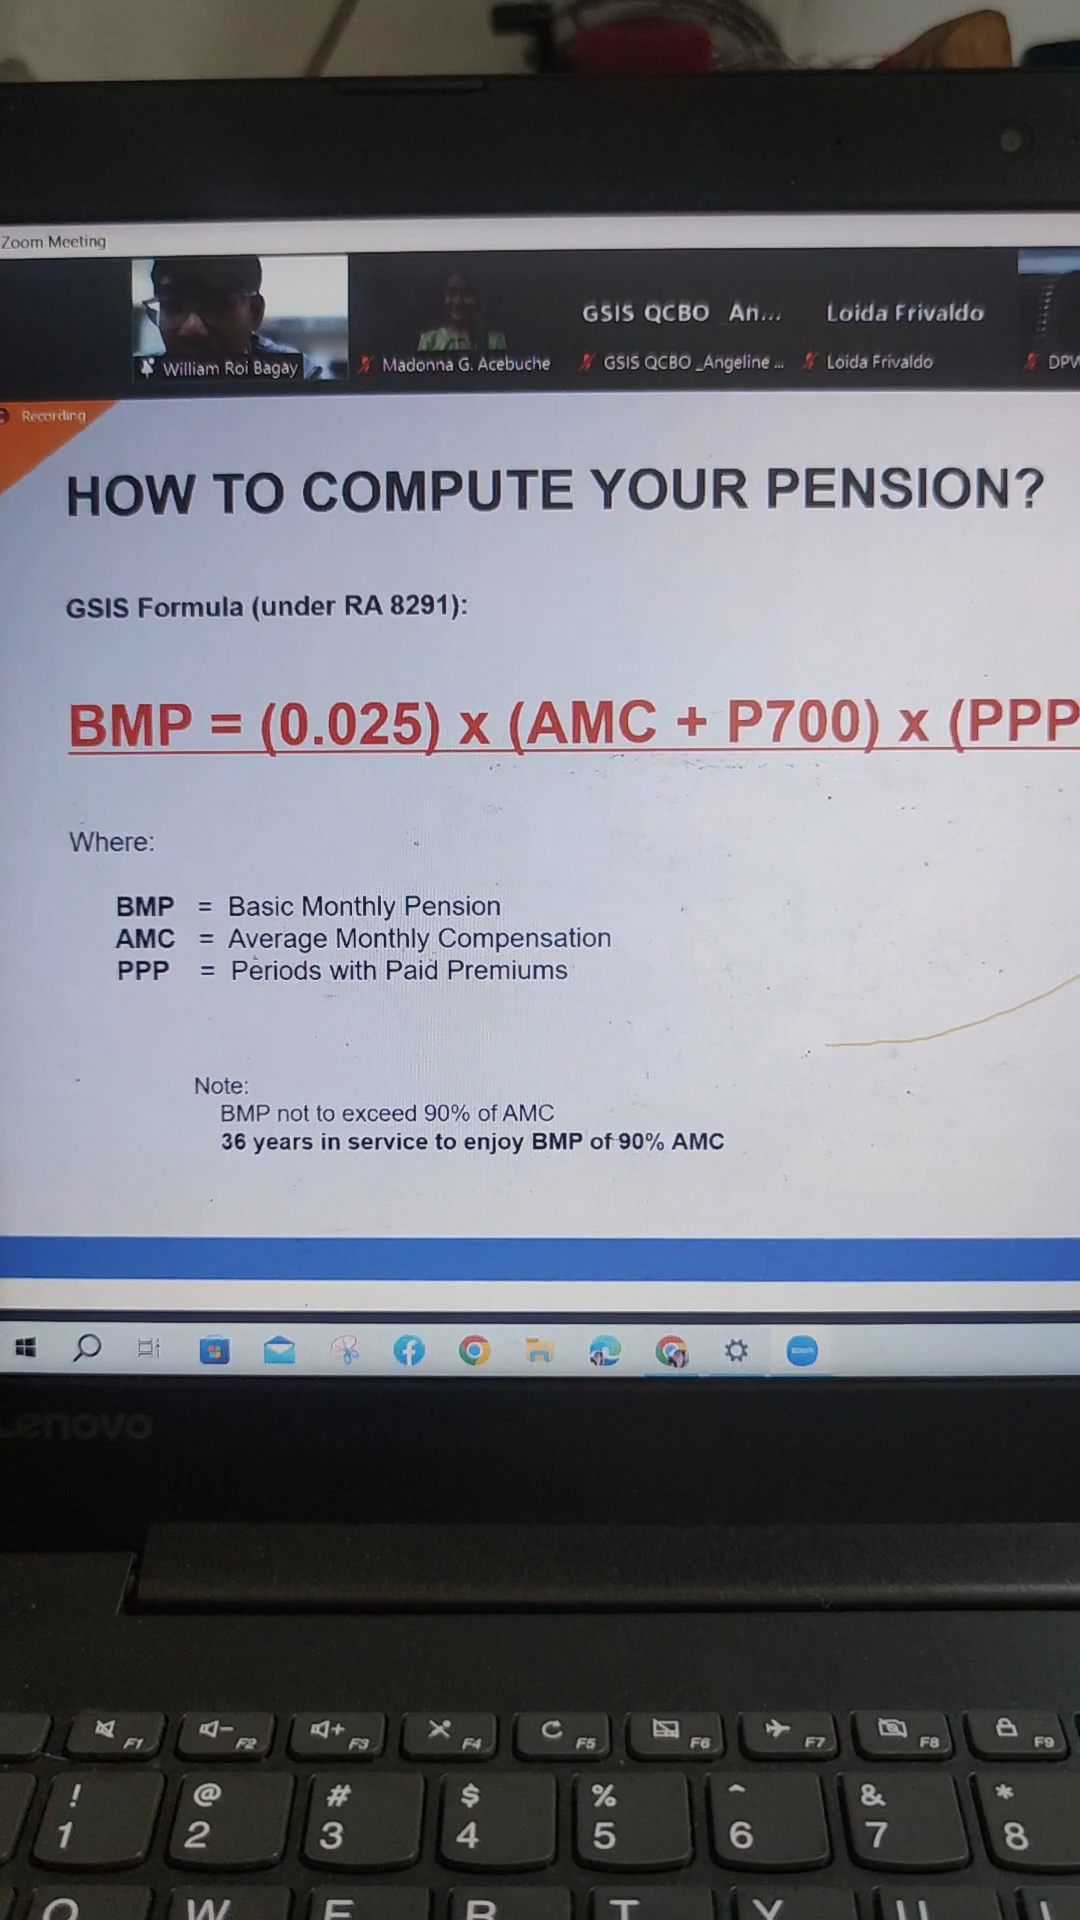 Zoom Meeting
GSIS QCBO An...
Loida Frivaldo
William Roi Bagay
Madonna G. Acebuche
GSIS QCBO _Angeline ...
Loida Frivaldo
DPW
Recording
HOW TO COMPUTE YOUR PENSION?
GSIS Formula (under RA 8291):
BMP = (0.025) x (AMC + P700) x (PPP
Where:
BMP = Basic Monthly Pension
AMC = Average Monthly Compensation
PPP = Periods with Paid Premiums
Note:
BMP not to exceed 90% of AMC
36 years in service to enjoy BMP of 90% AMC
zoom
Lenovo
F1 F2 F3 F4 F5 F6 F7 F8 F9
! @ # $ % ^ & *
1 2 3 4 5 6 7 8
Q W E R T Y U I